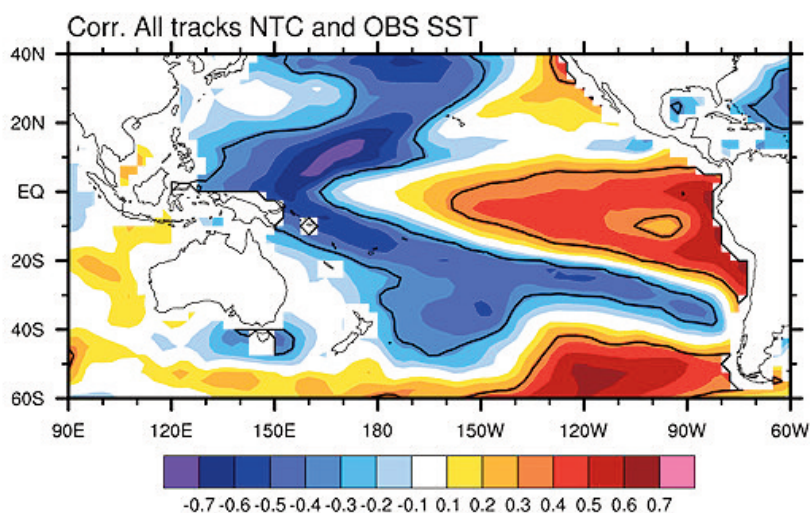 Corr. All tracks NTC and OBS SST
40N
20N
EQ
20S
40S
60S
90E 120E 150E 180 150W 120W 90W 60W
-0.7 -0.6 -0.5 -0.4 -0.3 -0.2 -0.1 0.1 0.2 0.3 0.4 0.5 0.6 0.7